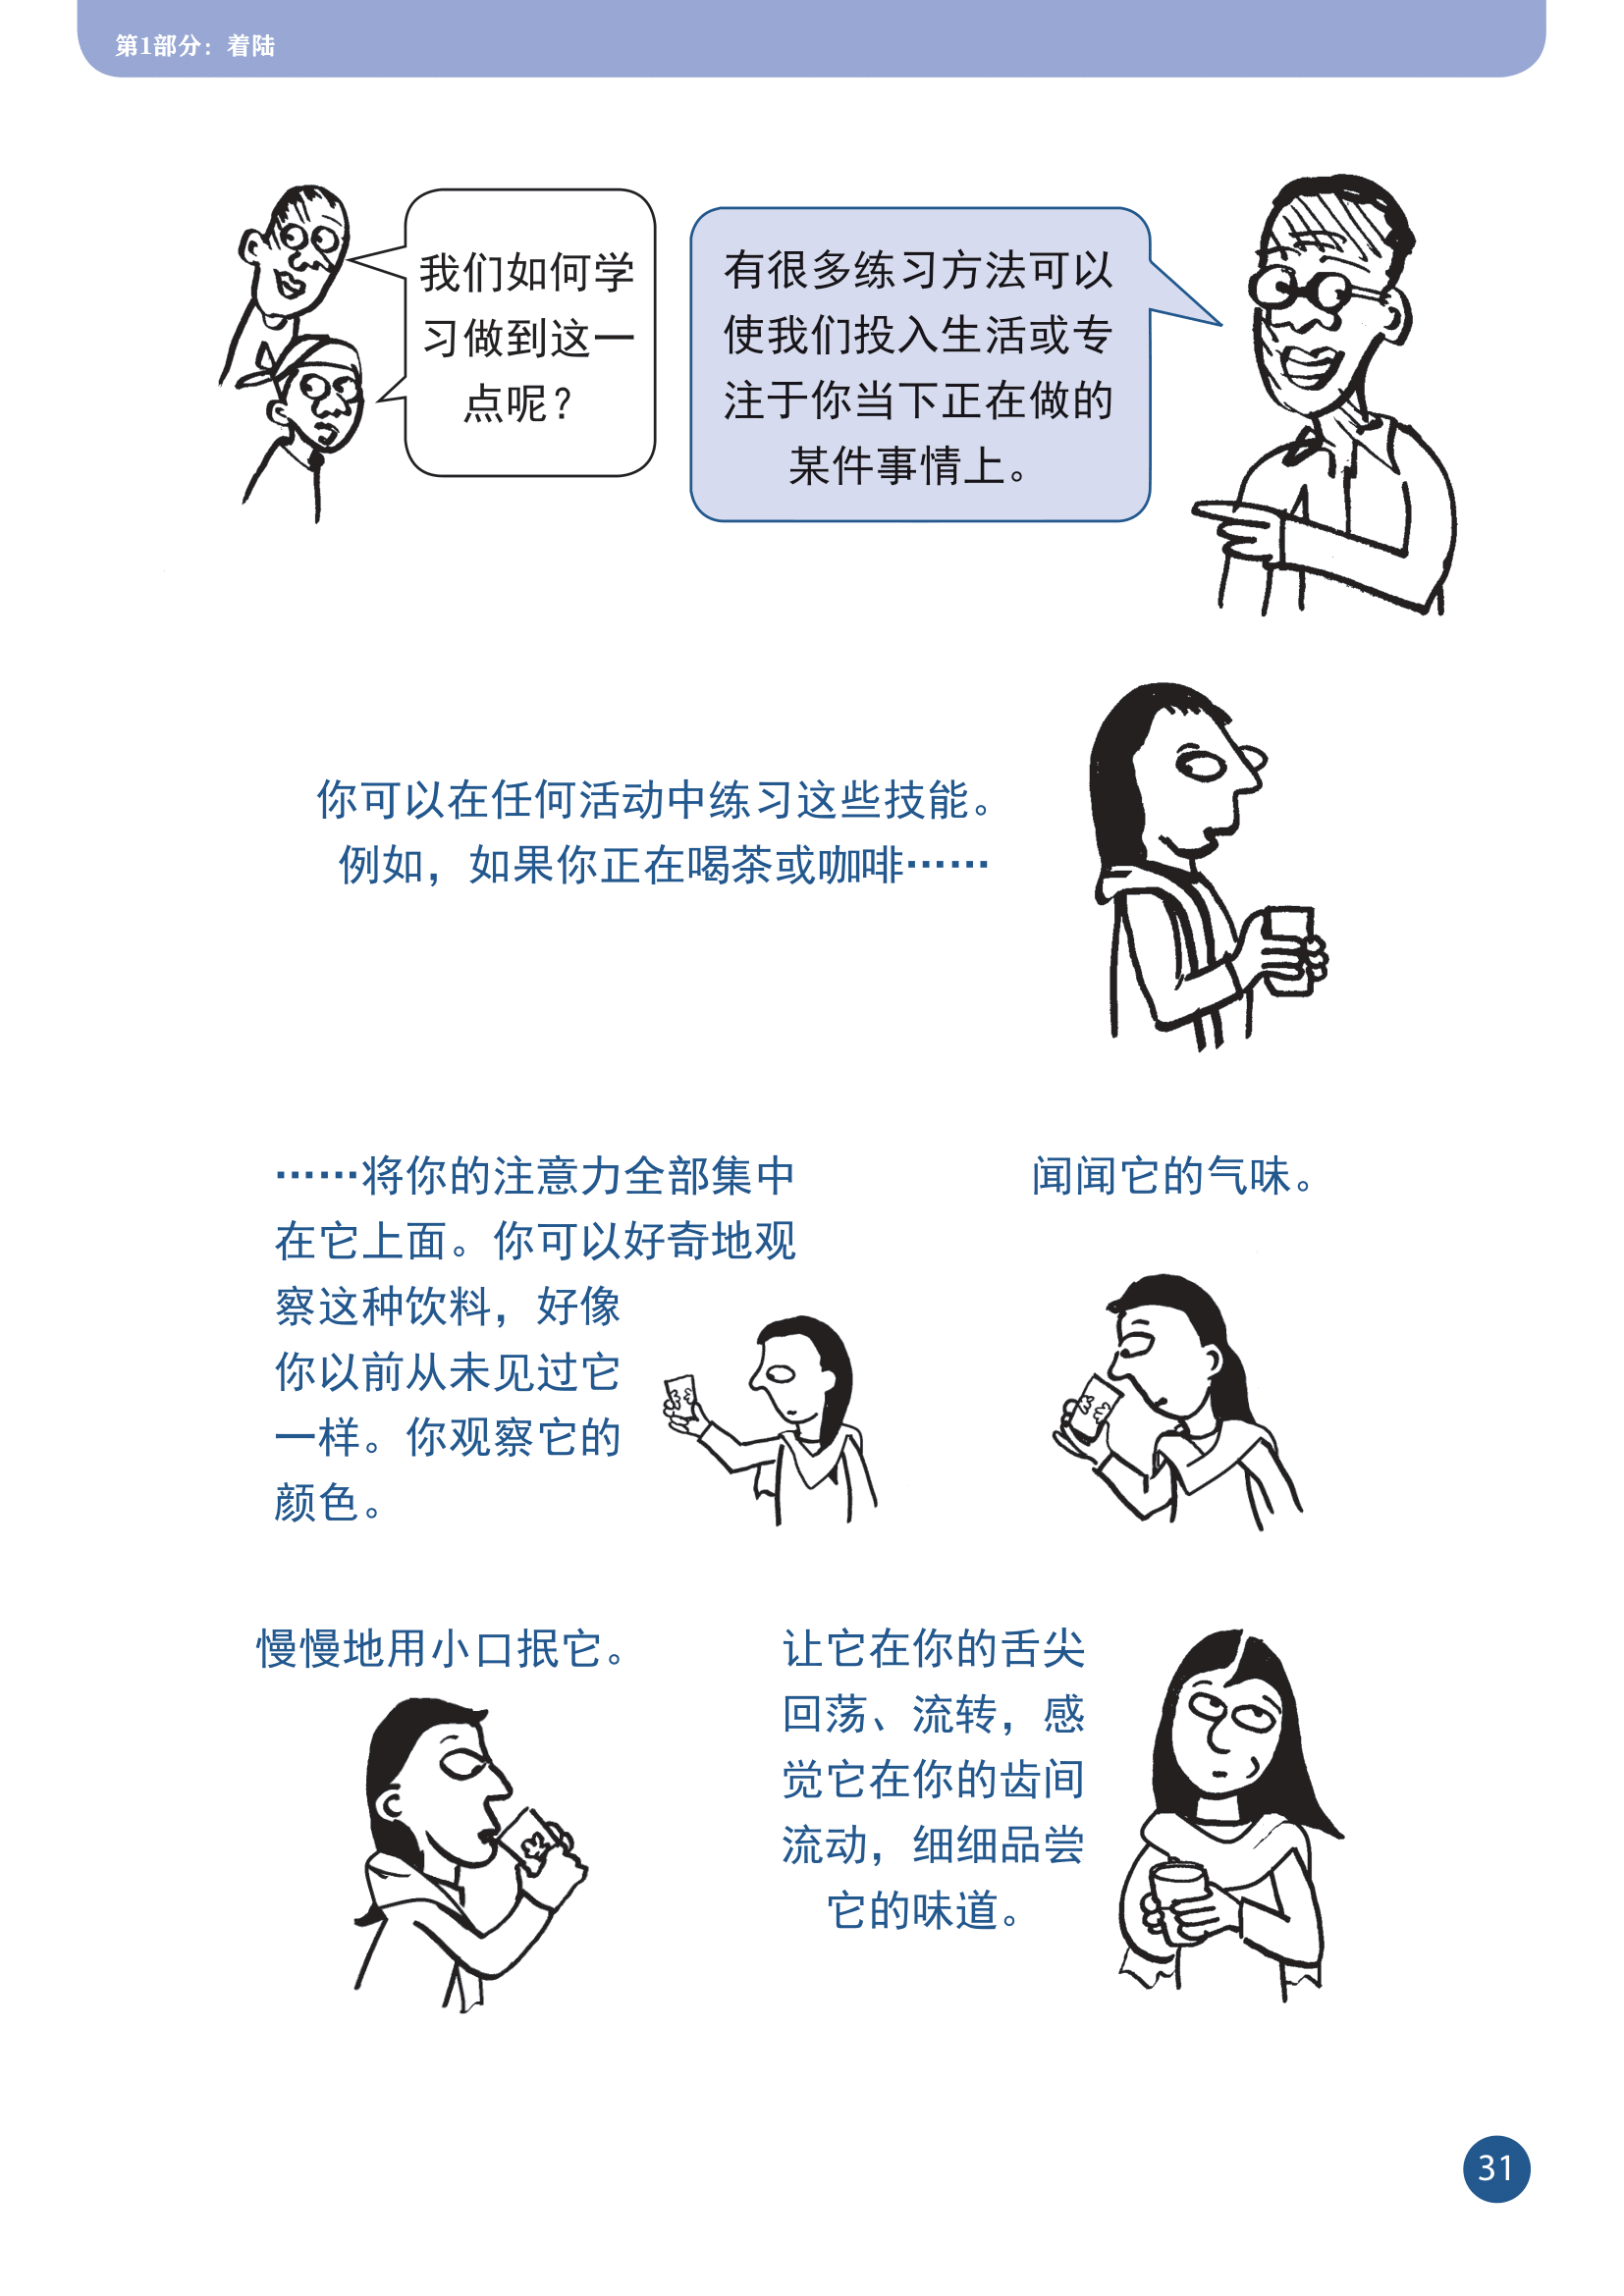 第1部分：着陆
我们如何学
习做到这一
点呢？
有很多练习方法可以
使我们投入生活或专
注于你当下正在做的
某件事情上。
你可以在任何活动中练习这些技能。
例如，如果你正在喝茶或咖啡……
……将你的注意力全部集中
在它上面。你可以好奇地观
察这种饮料，好像
你以前从未见过它
一样。你观察它的
颜色。
闻闻它的气味。
慢慢地用小口抿它。
让它在你的舌尖
回荡、流转，感
觉它在你的齿间
流动，细细品尝
它的味道。
31